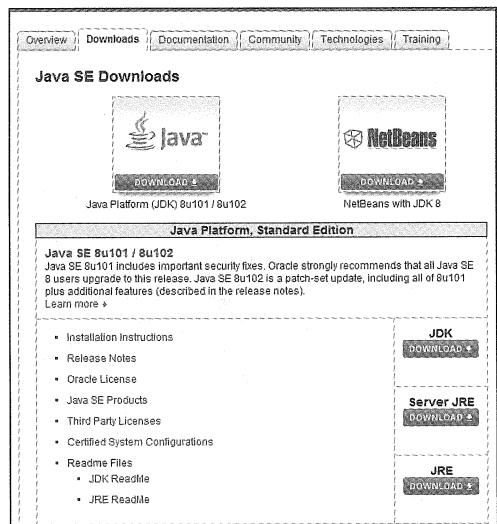 Overview
Downloads
Documentation
Community
Technologies
Training
Java SE Downloads
Java™
DOWNLOAD
Java Platform (JDK) 8u101 / 8u102
NetBeans
DOWNLOAD
NetBeans with JDK 8
Java Platform, Standard Edition
Java SE 8u101 / 8u102
Java SE 8u101 includes important security fixes. Oracle strongly recommends that all Java SE
8 users upgrade to this release. Java SE 8u102 is a patch-set update, including all of 8u101
plus additional features (described in the release notes).
Learn more
Installation Instructions
Release Notes
Oracle License
Java SE Products
Third Party Licenses
Certified System Configurations
Readme Files
JDK ReadMe
JRE ReadMe
JDK
DOWNLOAD
Server JRE
DOWNLOAD
JRE
DOWNLOAD